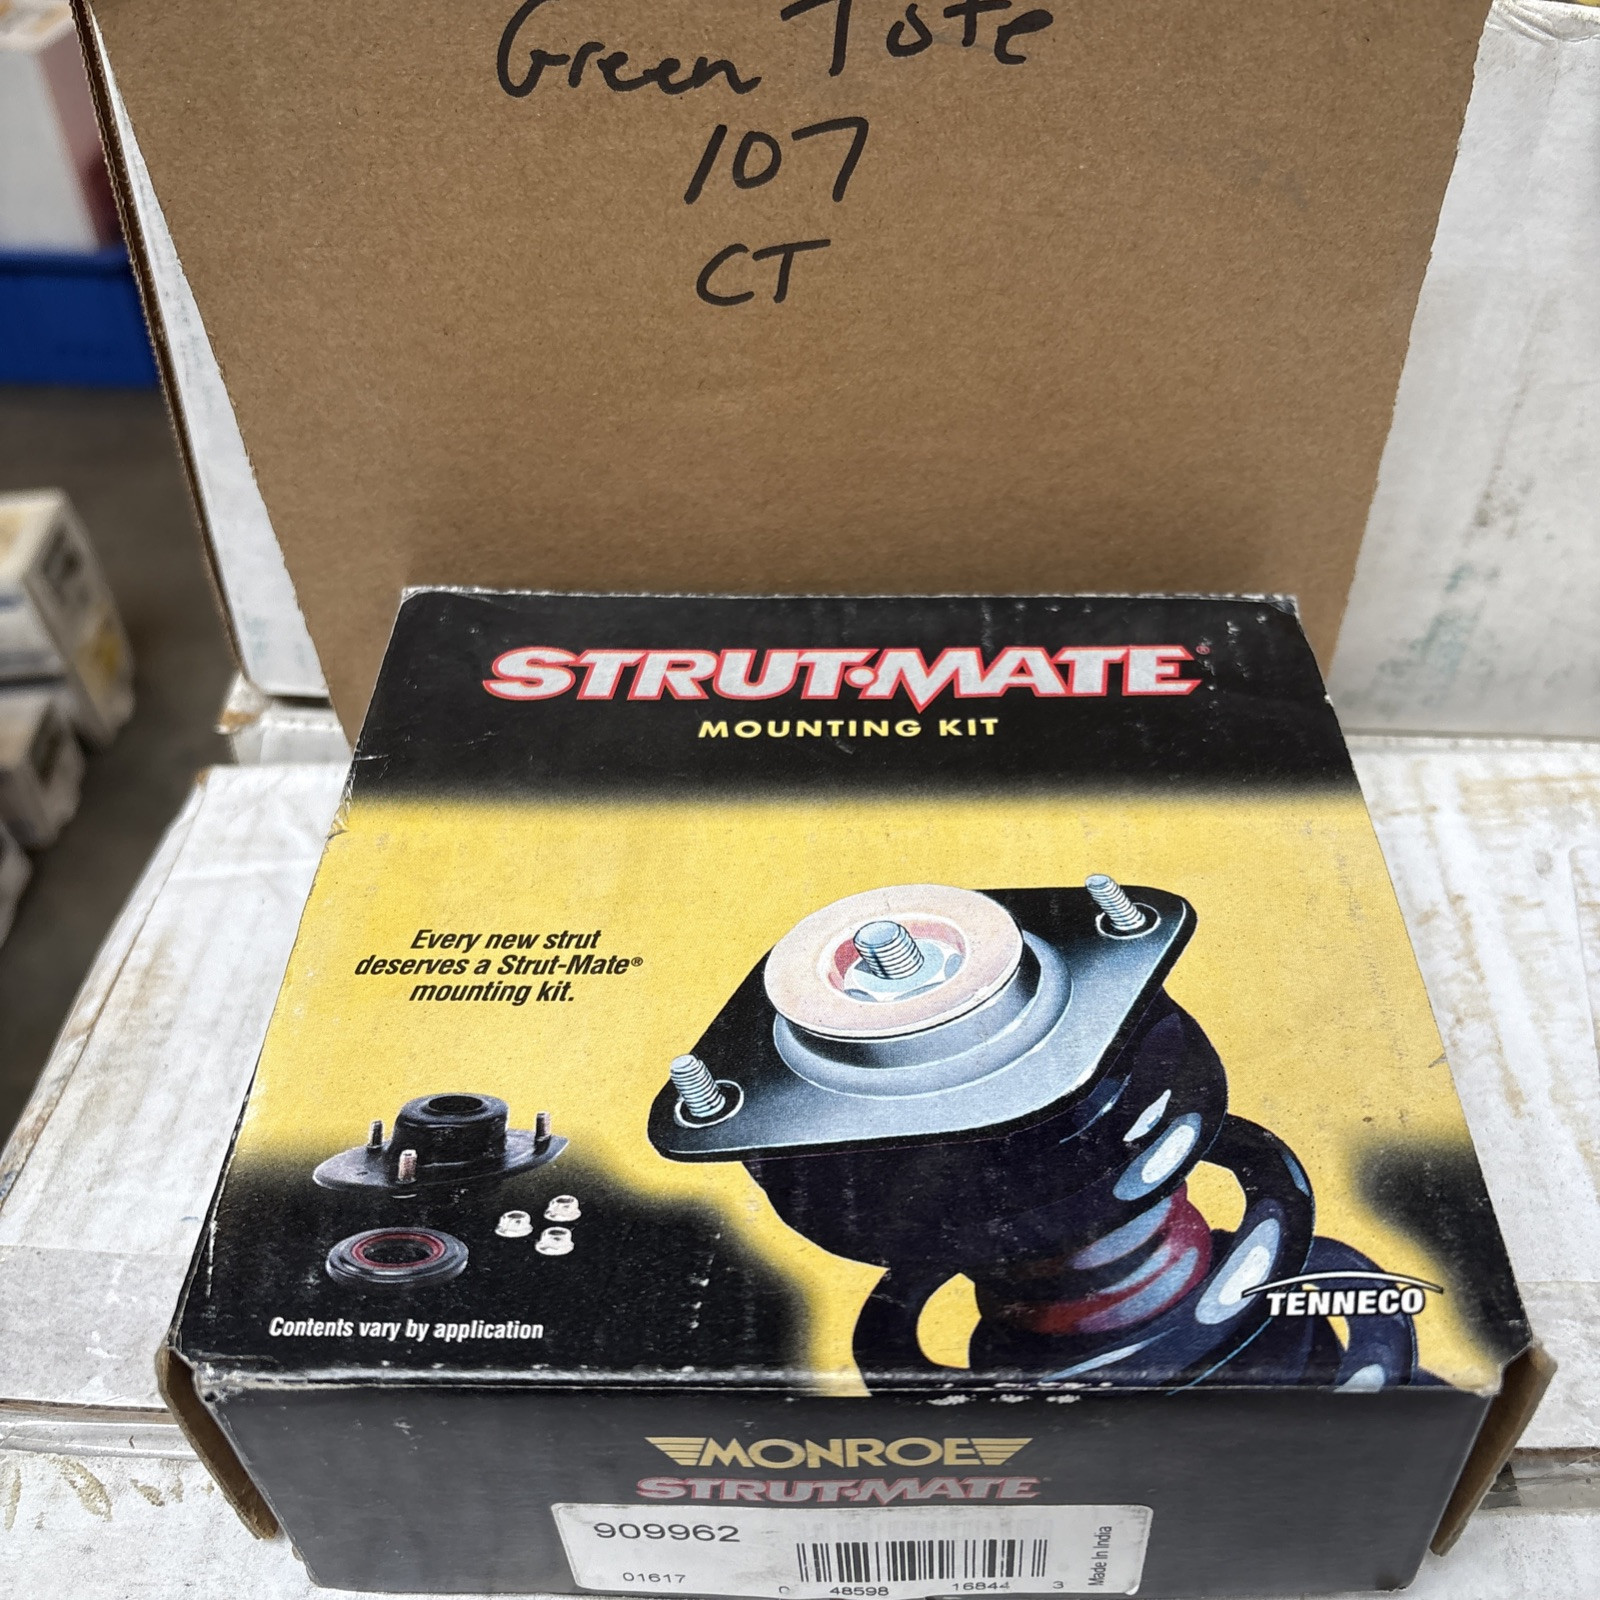 Green Tote
107
CT
STRUT•MATE®
MOUNTING KIT
Every new strut
deserves a Strut-Mate®
mounting kit.
Contents vary by application
TENNECO
MONROE
STRUT•MATE
909962
01617
0 48598 16844 3
Made In India